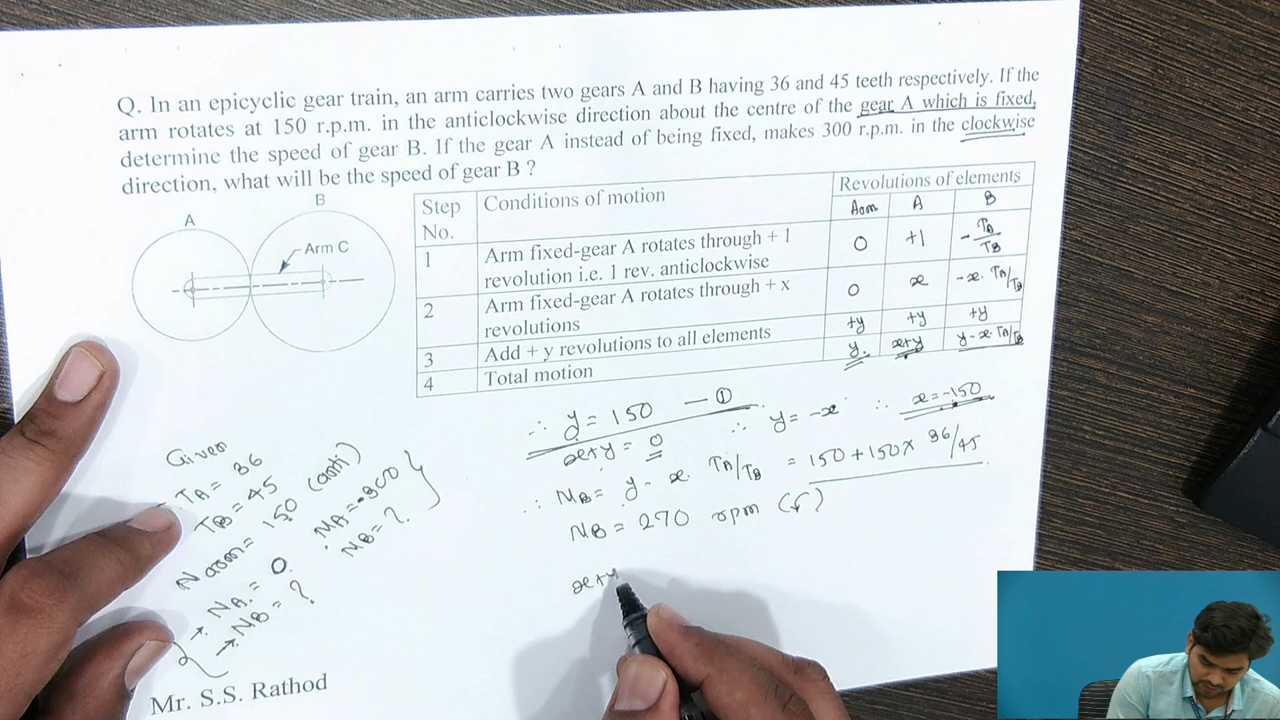 Q. In an epicyclic gear train, an arm carries two gears A and B having 36 and 45 teeth respectively. If the
arm rotates at 150 r.p.m. in the anticlockwise direction about the centre of the gear A which is fixed,
determine the speed of gear B. If the gear A instead of being fixed, makes 300 r.p.m. in the clockwise
direction, what will be the speed of gear B ?
A
B
Arm C
Step No. Conditions of motion Revolutions of elements
Arm A B
1 Arm fixed-gear A rotates through + 1 revolution i.e. 1 rev. anticlockwise 0 +1 -TA/TB
2 Arm fixed-gear A rotates through + x revolutions 0 x -x. TA/TB
3 Add + y revolutions to all elements +y +y +y
4 Total motion y. x+y y-x TA/TB
Given
TA = 36
TB = 45
Narm = 150 (anti)
→ NA = 0.
→ NB = ?
NA = -300
NB = ?
∴ y = 150 — ①
x+y = 0 ∴ y = -x ∴ x = -150
∴ NB = y - x. TA/TB = 150 + 150 x 36/45
NB = 270 rpm
x+y
Mr. S.S. Rathod